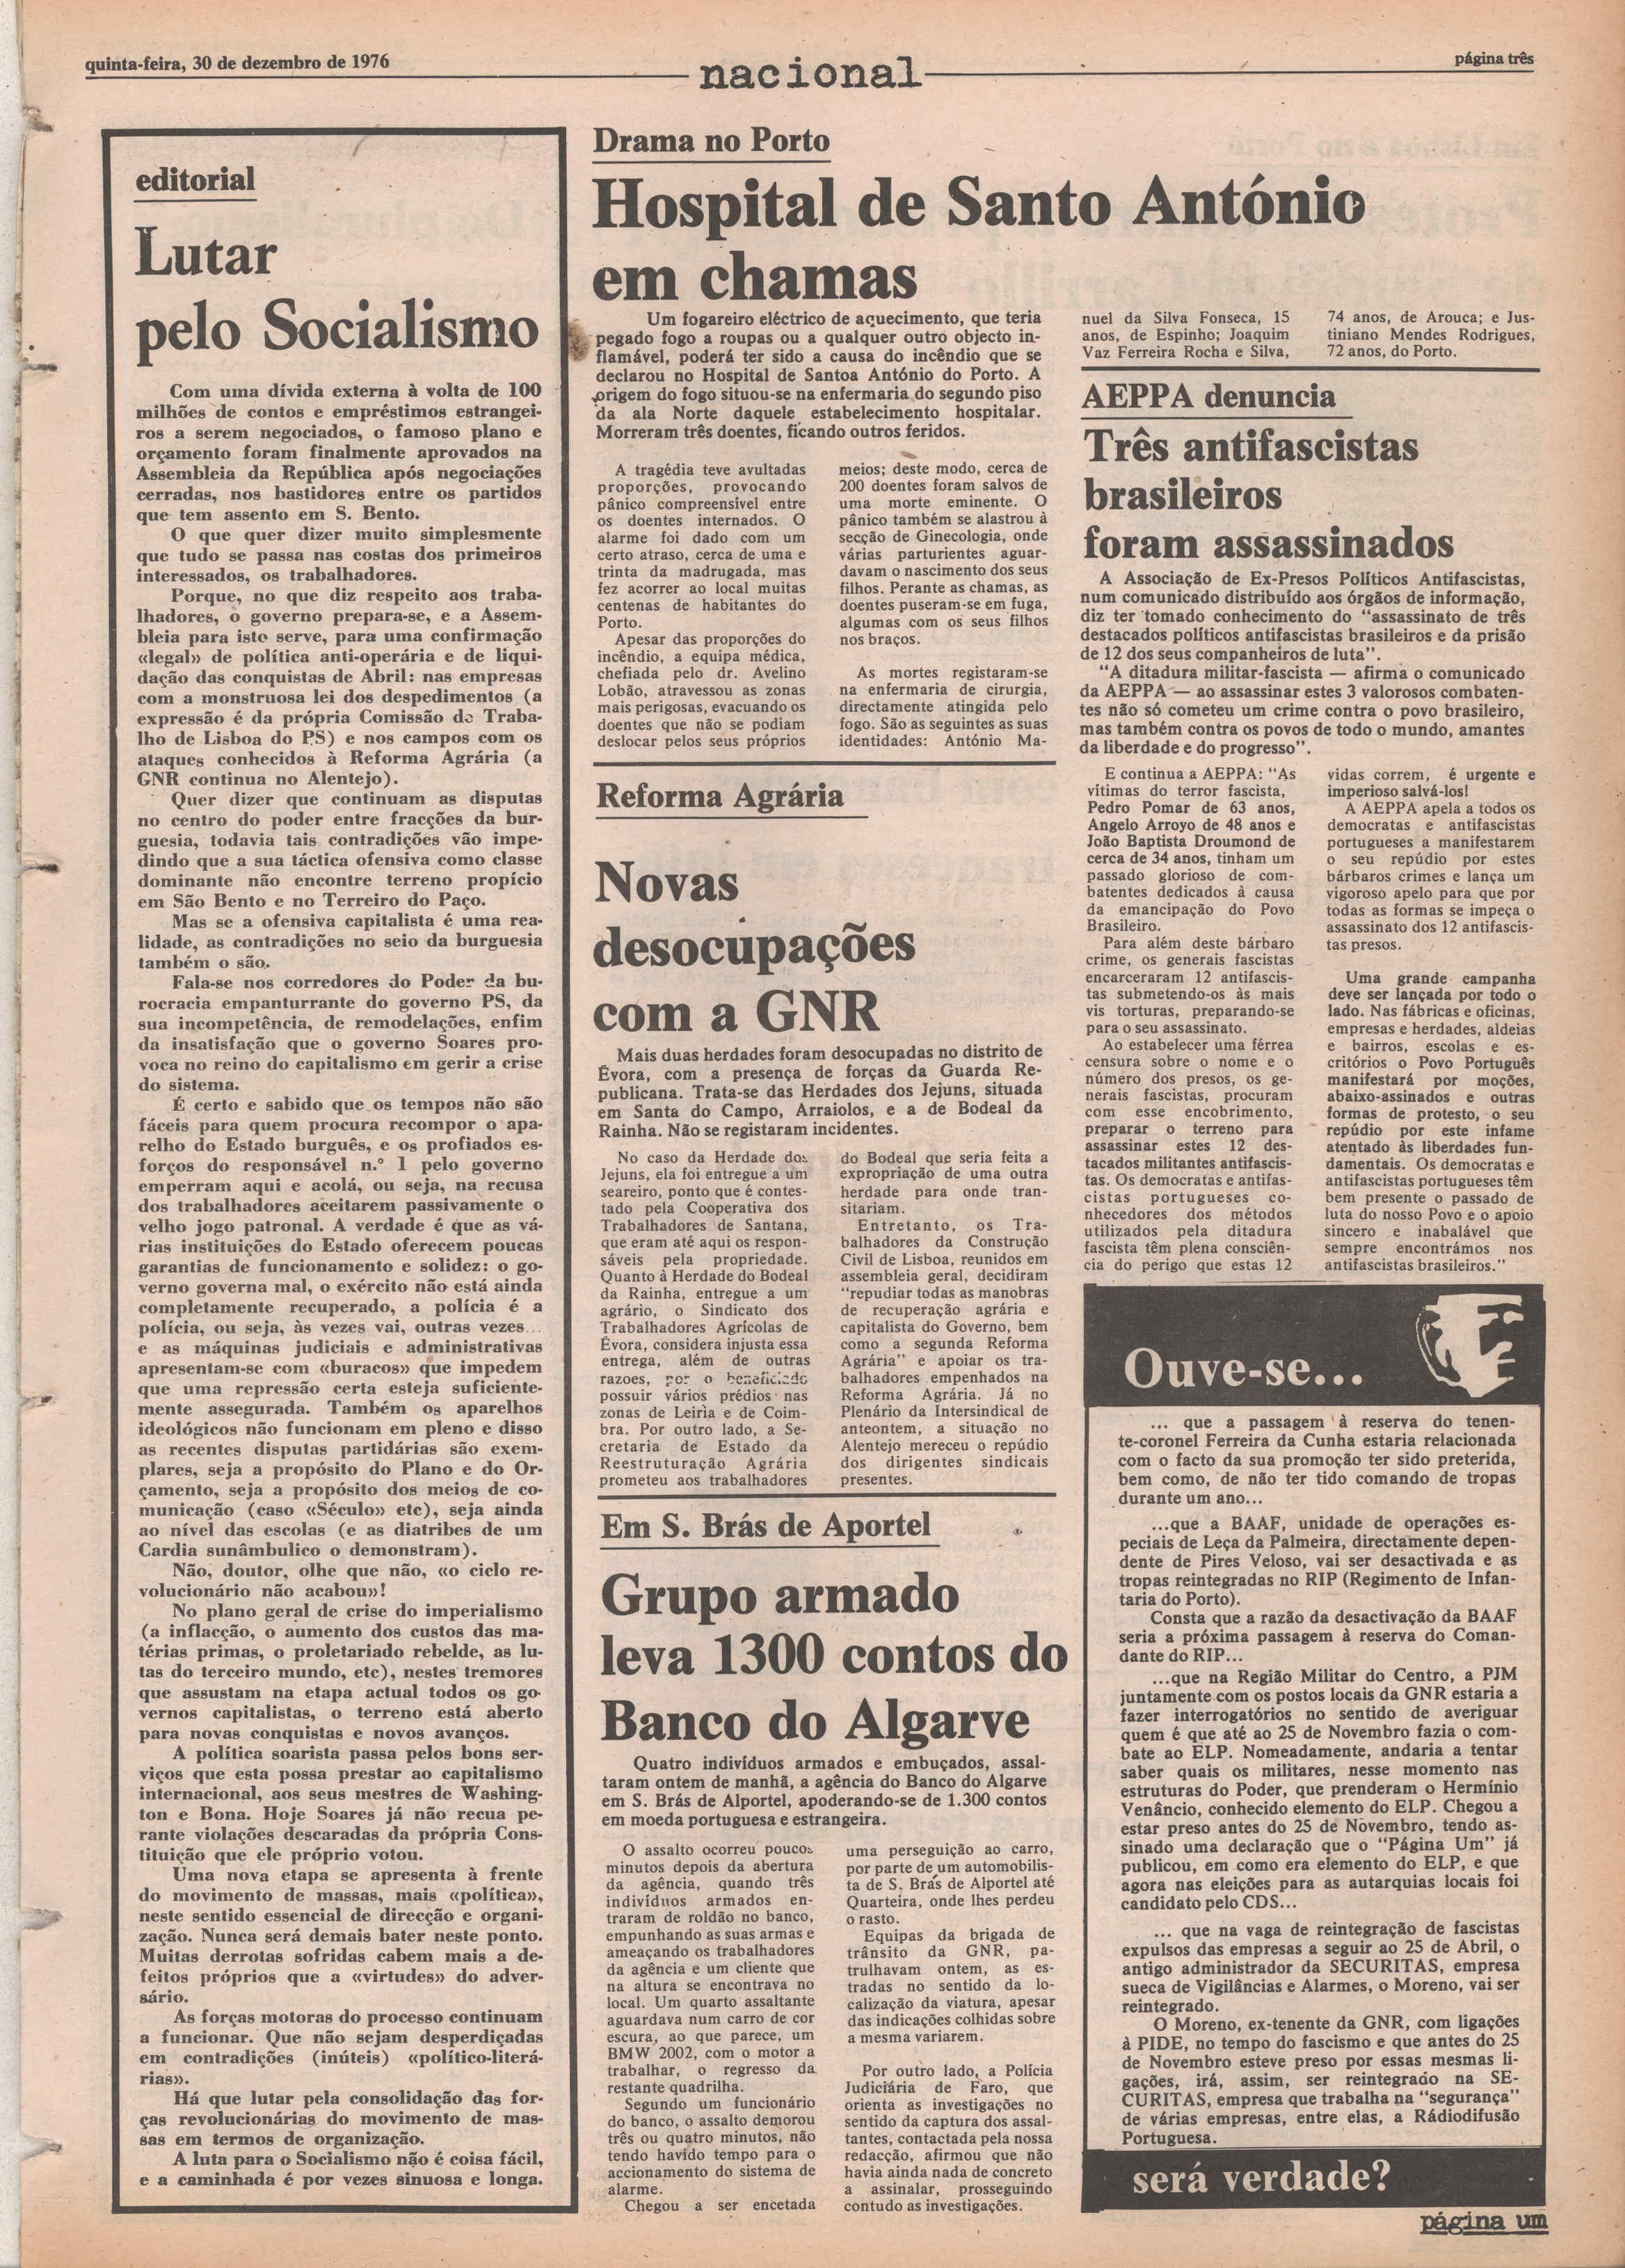 quinta-feira, 30 de dezembro de 1976
nacional
página três
editorial
Lutar
pelo Socialismo
Com uma dívida externa à volta de 100
milhões de contos e empréstimos estrangei-
ros a serem negociados, o famoso plano e
orçamento foram finalmente aprovados na
Assembleia da República após negociações
cerradas, nos bastidores entre os partidos
que tem assento em S. Bento.
O que quer dizer muito simplesmente
que tudo se passa nas costas dos primeiros
interessados, os trabalhadores.
Porque, no que diz respeito aos traba-
lhadores, o governo prepara-se, e a Assem-
bleia para isto serve, para uma confirmação
«legal» de política anti-operária e de liqui-
dação das conquistas de Abril: nas empresas
com a monstruosa lei dos despedimentos (a
expressão é da própria Comissão de Traba-
lho de Lisboa do PS) e nos campos com os
ataques conhecidos à Reforma Agrária (a
GNR continua no Alentejo).
Quer dizer que continuam as disputas
no centro do poder entre fracções da bur-
guesia, todavia tais contradições vão impe-
dindo que a sua táctica ofensiva como classe
dominante não encontre terreno propício
em São Bento e no Terreiro do Paço.
Mas se a ofensiva capitalista é uma rea-
lidade, as contradições no seio da burguesia
também o são.
Fala-se nos corredores do Poder da bu-
rocracia empanturrante do governo PS, da
sua incompetência, de remodelações, enfim
da insatisfação que o governo Soares pro-
voca no reino do capitalismo em gerir a crise
do sistema.
É certo e sabido que os tempos não são
fáceis para quem procura recompor o apa-
relho do Estado burguês, e os profiados es-
forços do responsável n.º 1 pelo governo
emperram aqui e acolá, ou seja, na recusa
dos trabalhadores aceitarem passivamente o
velho jogo patronal. A verdade é que as vá-
rias instituições do Estado oferecem poucas
garantias de funcionamento e solidez: o go-
verno governa mal, o exército não está ainda
completamente recuperado, a polícia é a
polícia, ou seja, às vezes vai, outras vezes...
e as máquinas judiciais e administrativas
apresentam-se com «buracos» que impedem
que uma repressão certa esteja suficiente-
mente assegurada. Também os aparelhos
ideológicos não funcionam em pleno e disso
as recentes disputas partidárias são exem-
plares, seja a propósito do Plano e do Or-
çamento, seja a propósito dos meios de co-
municação (caso «Século» etc), seja ainda
ao nível das escolas (e as diatribes de um
Cardia sunâmbulico o demonstram).
Não, doutor, olhe que não, «o ciclo re-
volucionário não acabou»!
No plano geral de crise do imperialismo
(a inflacção, o aumento dos custos das ma-
térias primas, o proletariado rebelde, as lu-
tas do terceiro mundo, etc), nestes tremores
que assustam na etapa actual todos os go-
vernos capitalistas, o terreno está aberto
para novas conquistas e novos avanços.
A política soarista passa pelos bons ser-
viços que esta possa prestar ao capitalismo
internacional, aos seus mestres de Washing-
ton e Bona. Hoje Soares já não recua pe-
rante violações descaradas da própria Cons-
tituição que ele próprio votou.
Uma nova etapa se apresenta à frente
do movimento de massas, mais «política»,
neste sentido essencial de direcção e organi-
zação. Nunca será demais bater neste ponto.
Muitas derrotas sofridas cabem mais a de-
feitos próprios que a «virtudes» do adver-
sário.
As forças motoras do processo continuam
a funcionar. Que não sejam desperdiçadas
em contradições (inúteis) «político-literá-
rias».
Há que lutar pela consolidação das for-
ças revolucionárias do movimento de mas-
sas em termos de organização.
A luta para o Socialismo não é coisa fácil,
e a caminhada é por vezes sinuosa e longa.
Drama no Porto
Hospital de Santo António
em chamas
Um fogareiro eléctrico de aquecimento, que teria
pegado fogo a roupas ou a qualquer outro objecto in-
flamável, poderá ter sido a causa do incêndio que se
declarou no Hospital de Santoa António do Porto. A
origem do fogo situou-se na enfermaria do segundo piso
da ala Norte daquele estabelecimento hospitalar.
Morreram três doentes, ficando outros feridos.
A tragédia teve avultadas
proporções, provocando
pânico compreensível entre
os doentes internados. O
alarme foi dado com um
certo atraso, cerca de uma e
trinta da madrugada, mas
fez acorrer ao local muitas
centenas de habitantes do
Porto.
Apesar das proporções do
incêndio, a equipa médica,
chefiada pelo dr. Avelino
Lobão, atravessou as zonas
mais perigosas, evacuando os
doentes que não se podiam
deslocar pelos seus próprios
meios; deste modo, cerca de
200 doentes foram salvos de
uma morte eminente. O
pânico também se alastrou à
secção de Ginecologia, onde
várias parturientes aguar-
davam o nascimento dos seus
filhos. Perante as chamas, as
doentes puseram-se em fuga,
algumas com os seus filhos
nos braços.
As mortes registaram-se
na enfermaria de cirurgia,
directamente atingida pelo
fogo. São as seguintes as suas
identidades: António Ma-
nuel da Silva Fonseca, 15
anos, de Espinho; Joaquim
Vaz Ferreira Rocha e Silva,
74 anos, de Arouca; e Jus-
tiniano Mendes Rodrigues,
72 anos, do Porto.
Reforma Agrária
Novas
desocupações
com a GNR
Mais duas herdades foram desocupadas no distrito de
Évora, com a presença de forças da Guarda Re-
publicana. Trata-se das Herdades dos Jejuns, situada
em Santa do Campo, Arraiolos, e a de Bodeal da
Rainha. Não se registaram incidentes.
No caso da Herdade dos
Jejuns, ela foi entregue a um
seareiro, ponto que é contes-
tado pela Cooperativa dos
Trabalhadores de Santana,
que eram até aqui os respon-
sáveis pela propriedade.
Quanto à Herdade do Bodeal
da Rainha, entregue a um
agrário, o Sindicato dos
Trabalhadores Agrícolas de
Évora, considera injusta essa
entrega, além de outras
razoes, por o beneficiado
possuir vários prédios nas
zonas de Leiria e de Coim-
bra. Por outro lado, a Se-
cretaria de Estado da
Reestruturação Agrária
prometeu aos trabalhadores
do Bodeal que seria feita a
expropriação de uma outra
herdade para onde tran-
sitariam.
Entretanto, os Tra-
balhadores da Construção
Civil de Lisboa, reunidos em
assembleia geral, decidiram
"repudiar todas as manobras
de recuperação agrária e
capitalista do Governo, bem
como a segunda Reforma
Agrária" e apoiar os tra-
balhadores empenhados na
Reforma Agrária. Já no
Plenário da Intersindical de
anteontem, a situação no
Alentejo mereceu o repúdio
dos dirigentes sindicais
presentes.
Em S. Brás de Aportel
Grupo armado
leva 1300 contos do
Banco do Algarve
Quatro indivíduos armados e embuçados, assal-
taram ontem de manhã, a agência do Banco do Algarve
em S. Brás de Alportel, apoderando-se de 1.300 contos
em moeda portuguesa e estrangeira.
O assalto ocorreu poucos
minutos depois da abertura
da agência, quando três
indivíduos armados en-
traram de roldão no banco,
empunhando as suas armas e
ameaçando os trabalhadores
da agência e um cliente que
na altura se encontrava no
local. Um quarto assaltante
aguardava num carro de cor
escura, ao que parece, um
BMW 2002, com o motor a
trabalhar, o regresso da
restante quadrilha.
Segundo um funcionário
do banco, o assalto demorou
três ou quatro minutos, não
tendo havido tempo para o
accionamento do sistema de
alarme.
Chegou a ser encetada
uma perseguição ao carro,
por parte de um automobilis-
ta de S. Brás de Alportel até
Quarteira, onde lhes perdeu
o rasto.
Equipas da brigada de
trânsito da GNR, pa-
trulhavam ontem, as es-
tradas no sentido da lo-
calização da viatura, apesar
das indicações colhidas sobre
a mesma variarem.
Por outro lado, a Polícia
Judiciária de Faro, que
orienta as investigações no
sentido da captura dos assal-
tantes, contactada pela nossa
redacção, afirmou que não
havia ainda nada de concreto
a assinalar, prosseguindo
contudo as investigações.
AEPPA denuncia
Três antifascistas
brasileiros
foram assassinados
A Associação de Ex-Presos Políticos Antifascistas,
num comunicado distribuído aos órgãos de informação,
diz ter tomado conhecimento do "assassinato de três
destacados políticos antifascistas brasileiros e da prisão
de 12 dos seus companheiros de luta".
"A ditadura militar-fascista — afirma o comunicado
da AEPPA — ao assassinar estes 3 valorosos combaten-
tes não só cometeu um crime contra o povo brasileiro,
mas também contra os povos de todo o mundo, amantes
da liberdade e do progresso".
E continua a AEPPA: "As
vítimas do terror fascista,
Pedro Pomar de 63 anos,
Angelo Arroyo de 48 anos e
João Baptista Droumond de
cerca de 34 anos, tinham um
passado glorioso de com-
batentes dedicados à causa
da emancipação do Povo
Brasileiro.
Para além deste bárbaro
crime, os generais fascistas
encarceraram 12 antifascis-
tas submetendo-os às mais
vis torturas, preparando-se
para o seu assassinato.
Ao estabelecer uma férrea
censura sobre o nome e o
número dos presos, os ge-
nerais fascistas, procuram
com esse encobrimento,
preparar o terreno para
assassinar estes 12 des-
tacados militantes antifascis-
tas. Os democratas e antifas-
cistas portugueses co-
nhecedores dos métodos
utilizados pela ditadura
fascista têm plena consciên-
cia do perigo que estas 12
vidas correm, é urgente e
imperioso salvá-los!
A AEPPA apela a todos os
democratas e antifascistas
portugueses a manifestarem
o seu repúdio por estes
bárbaros crimes e lança um
vigoroso apelo para que por
todas as formas se impeça o
assassinato dos 12 antifascis-
tas presos.
Uma grande campanha
deve ser lançada por todo o
lado. Nas fábricas e oficinas,
empresas e herdades, aldeias
e bairros, escolas e es-
critórios o Povo Português
manifestará por moções,
abaixo-assinados e outras
formas de protesto, o seu
repúdio por este infame
atentado às liberdades fun-
damentais. Os democratas e
antifascistas portugueses têm
bem presente o passado de
luta do nosso Povo e o apoio
sincero e inabalável que
sempre encontrámos nos
antifascistas brasileiros."
Ouve-se...
... que a passagem à reserva do tenen-
te-coronel Ferreira da Cunha estaria relacionada
com o facto da sua promoção ter sido preterida,
bem como, de não ter tido comando de tropas
durante um ano...
...que a BAAF, unidade de operações es-
peciais de Leça da Palmeira, directamente depen-
dente de Pires Veloso, vai ser desactivada e as
tropas reintegradas no RIP (Regimento de Infan-
taria do Porto).
Consta que a razão da desactivação da BAAF
seria a próxima passagem à reserva do Coman-
dante do RIP...
...que na Região Militar do Centro, a PJM
juntamente com os postos locais da GNR estaria a
fazer interrogatórios no sentido de averiguar
quem é que até ao 25 de Novembro fazia o com-
bate ao ELP. Nomeadamente, andaria a tentar
saber quais os militares, nesse momento nas
estruturas do Poder, que prenderam o Hermínio
Venâncio, conhecido elemento do ELP. Chegou a
estar preso antes do 25 de Novembro, tendo as-
sinado uma declaração que o "Página Um" já
publicou, em como era elemento do ELP, e que
agora nas eleições para as autarquias locais foi
candidato pelo CDS...
... que na vaga de reintegração de fascistas
expulsos das empresas a seguir ao 25 de Abril, o
antigo administrador da SECURITAS, empresa
sueca de Vigilâncias e Alarmes, o Moreno, vai ser
reintegrado.
O Moreno, ex-tenente da GNR, com ligações
à PIDE, no tempo do fascismo e que antes do 25
de Novembro esteve preso por essas mesmas li-
gações, irá, assim, ser reintegrado na SE-
CURITAS, empresa que trabalha na "segurança"
de várias empresas, entre elas, a Rádiodifusão
Portuguesa.
será verdade?
página um